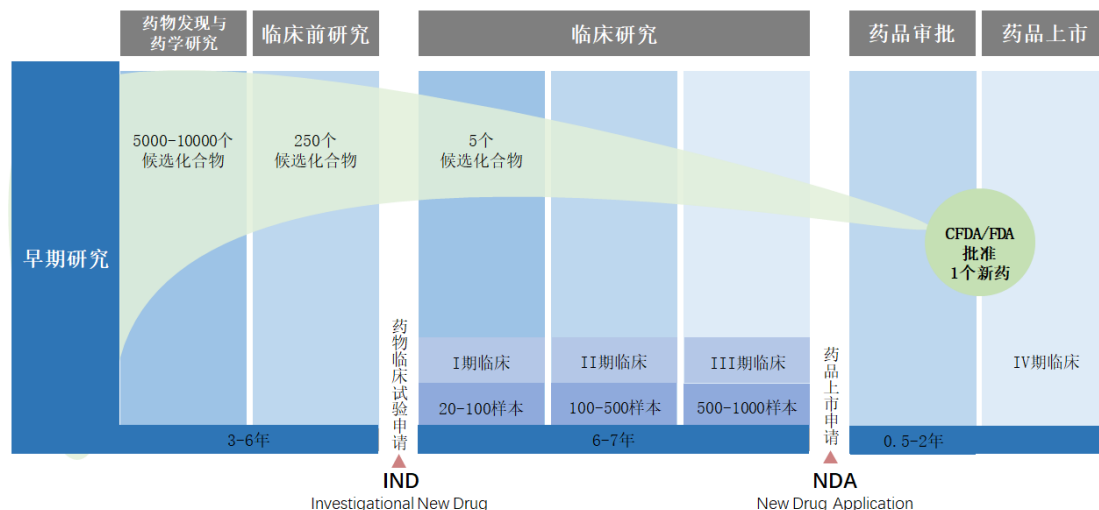 药物发现与
药学研究
临床前研究
临床研究
药品审批
药品上市
早期研究
5000-10000个
候选化合物
250个
候选化合物
5个
候选化合物
CFDA/FDA
批准
1个新药
药物临床试验申请
I期临床
II期临床
III期临床
药品上市申请
IV期临床
20-100样本
100-500样本
500-1000样本
3-6年
6-7年
0.5-2年
IND
Investigational New Drug
NDA
New Drug Application